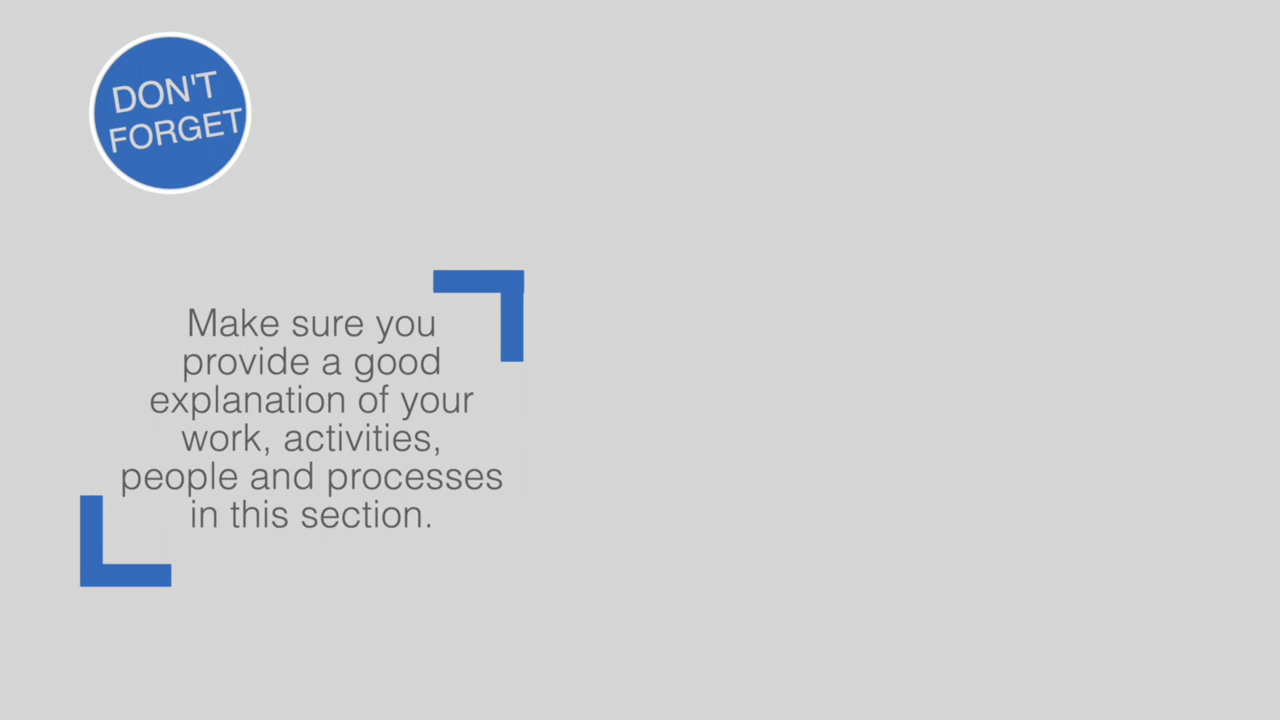 DON'T
FORGET
Make sure you
provide a good
explanation of your
work, activities,
people and processes
in this section.